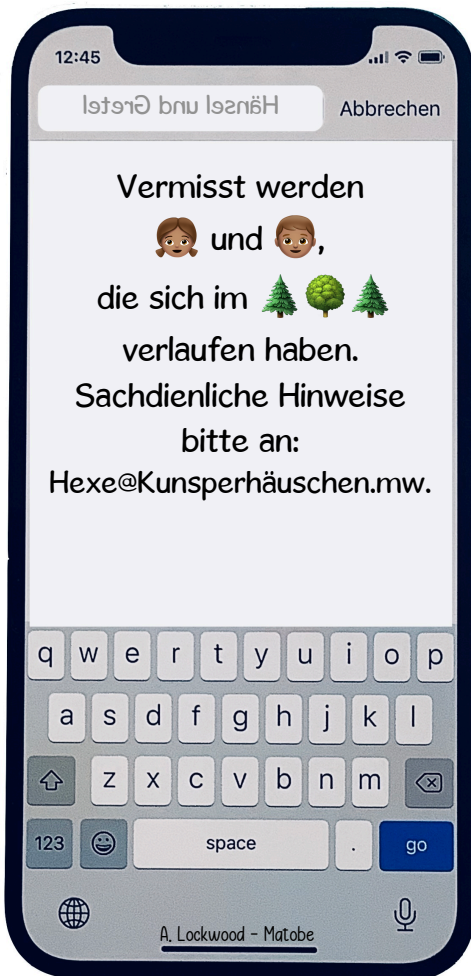 12:45
Hänsel und Gretel
Abbrechen
Vermisst werden
👧🏽 und 👦🏽,
die sich im 🌲🌳🌲
verlaufen haben.
Sachdienliche Hinweise
bitte an:
Hexe@Kunsperhäuschen.mw.
q w e r t y u i o p
a s d f g h j k l
z x c v b n m
123 space . go
A. Lockwood - Matobe